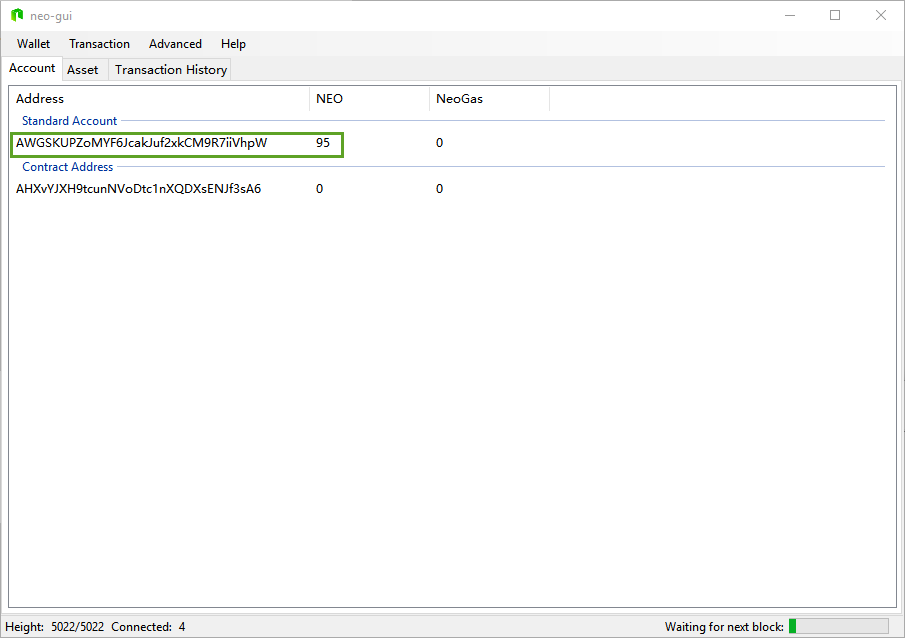 neo-gui
Wallet Transaction Advanced Help
Account Asset Transaction History
Address NEO NeoGas
Standard Account
AWGSKUPZoMYF6JcakJuf2xkCM9R7iiVhpW 95 0
Contract Address
AHXvYJXH9tcunNVoDtc1nXQDXsENJf3sA6 0 0
Height: 5022/5022 Connected: 4 Waiting for next block: